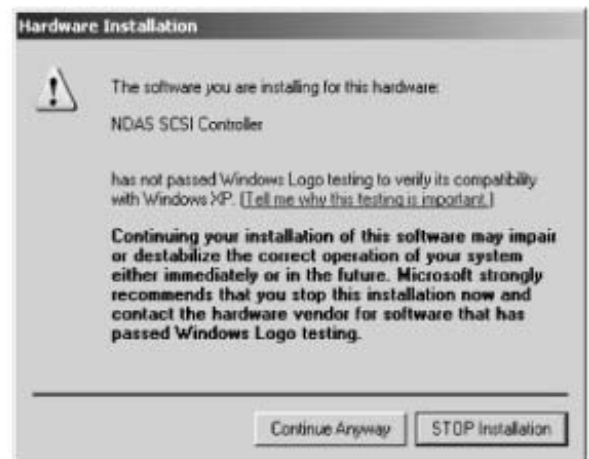 Hardware Installation
The software you are installing for this hardware:
NDAS SCSI Controller
has not passed Windows Logo testing to verify its compatibility
with Windows XP. (Tell me why this testing is important.)
Continuing your installation of this software may impair
or destabilize the correct operation of your system
either immediately or in the future. Microsoft strongly
recommends that you stop this installation now and
contact the hardware vendor for software that has
passed Windows Logo testing.
Continue Anyway STOP Installation